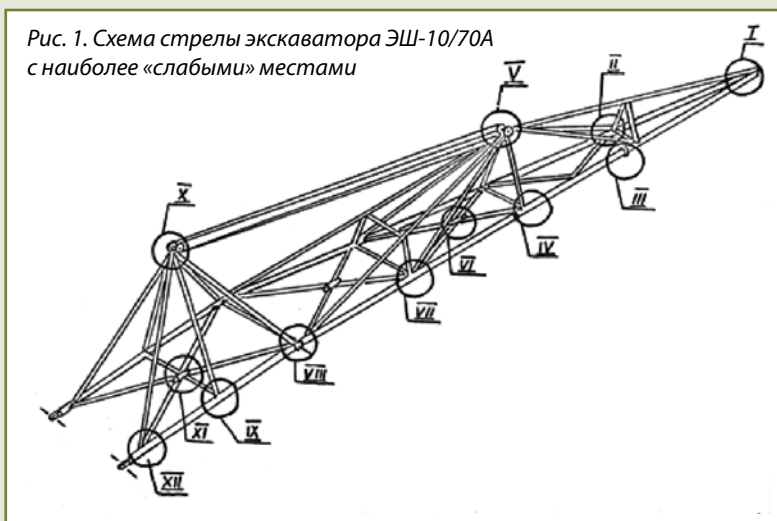 Рис. 1. Схема стрелы экскаватора ЭШ-10/70А
с наиболее «слабыми» местами
I
II
V
III
X
IV
VI
VII
VIII
XI
IX
XII